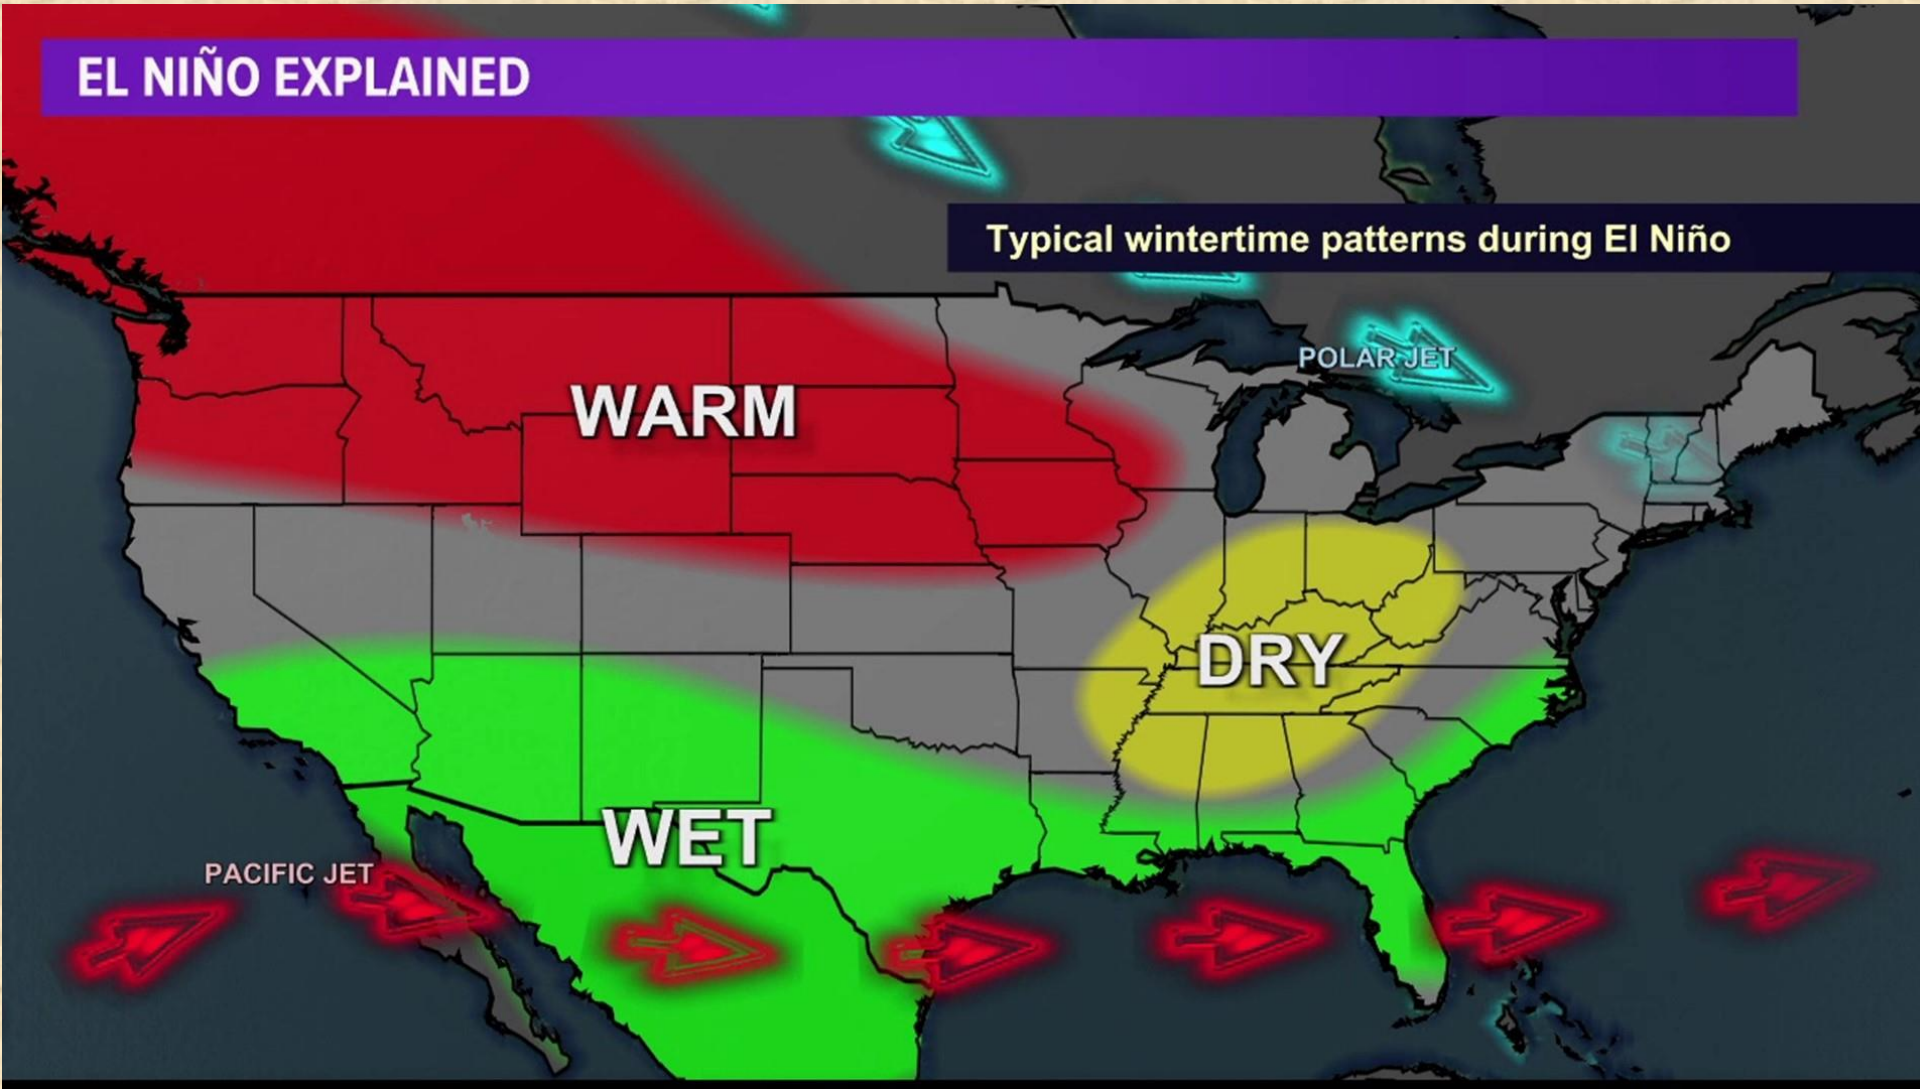 EL NIÑO EXPLAINED
Typical wintertime patterns during El Niño
POLAR JET
WARM
DRY
WET
PACIFIC JET